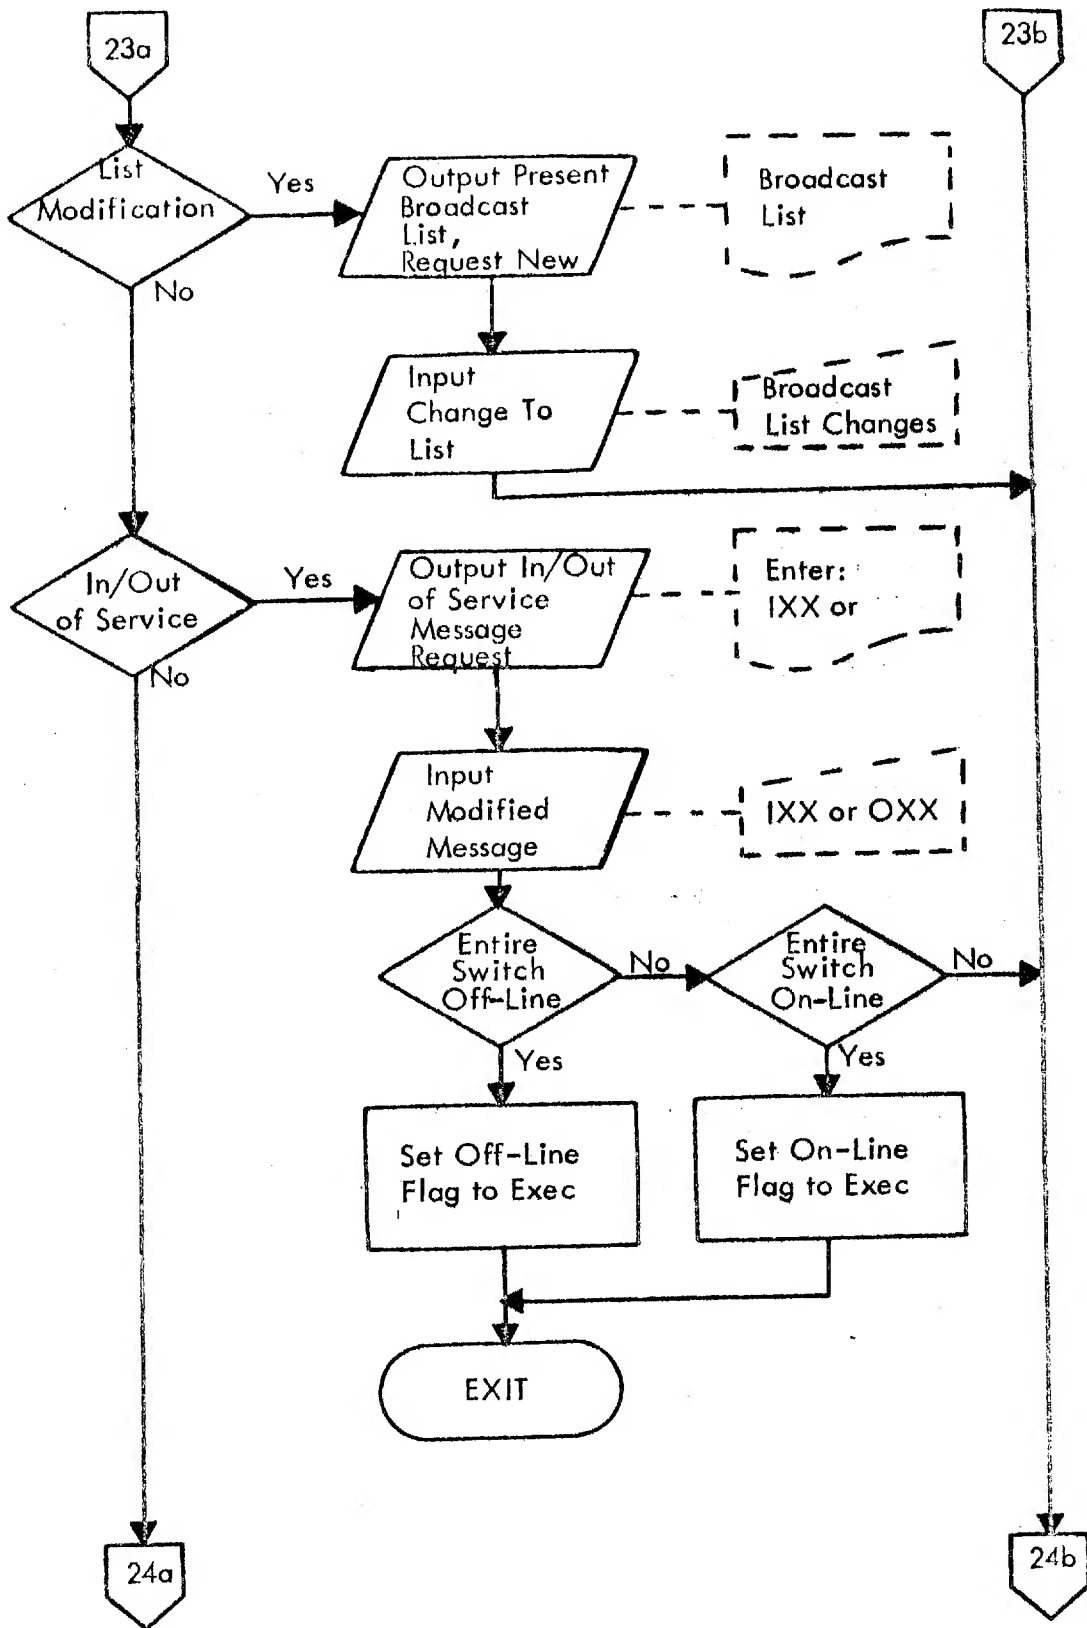 23a
23b
List
Modification
Yes
No
Output Present
Broadcast
List,
Request New
Broadcast
List
Input
Change To
List
Broadcast
List Changes
In/Out
of Service
Yes
No
Output In/Out
of Service
Message
Request
Enter:
IXX or
Input
Modified
Message
IXX or OXX
Entire
Switch
Off-Line
No
Entire
Switch
On-Line
No
Yes
Yes
Set Off-Line
Flag to Exec
Set On-Line
Flag to Exec
EXIT
24a
24b